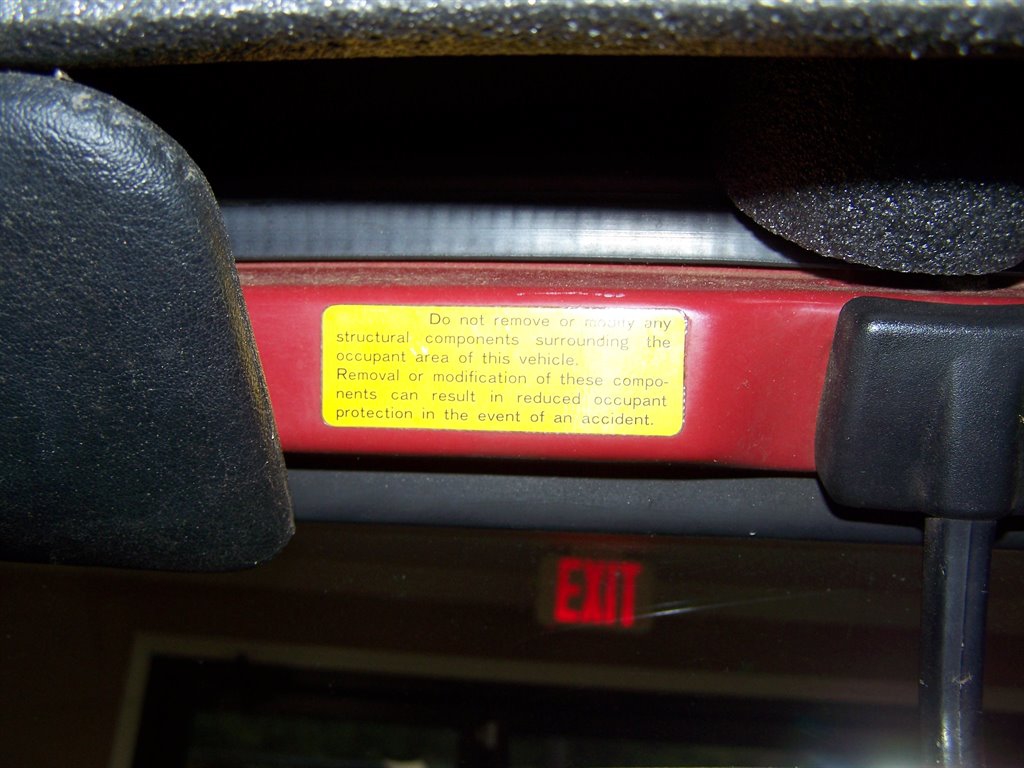 Do not remove or modify any
structural components surrounding the
occupant area of this vehicle.
Removal or modification of these compo-
nents can result in reduced occupant
protection in the event of an accident.
EXIT